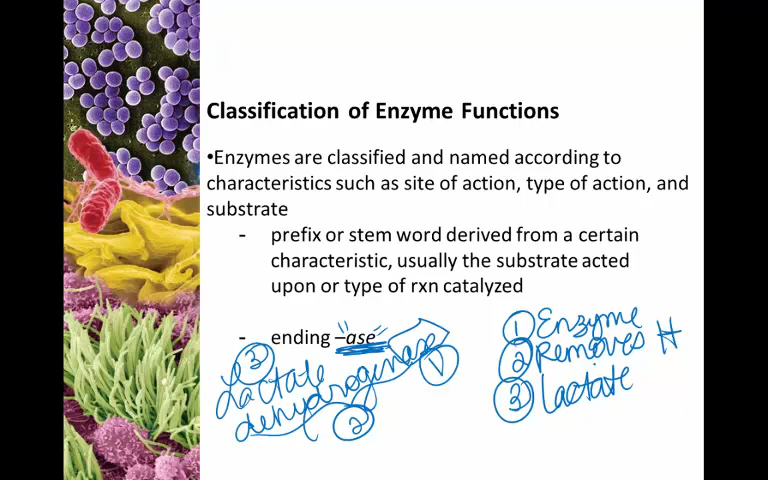 Classification of Enzyme Functions
•Enzymes are classified and named according to
characteristics such as site of action, type of action, and
substrate
- prefix or stem word derived from a certain
characteristic, usually the substrate acted
upon or type of rxn catalyzed
- ending –ase
③ Lactate
dehydrogenase ①
②
① Enzyme
② Removes H
③ Lactate